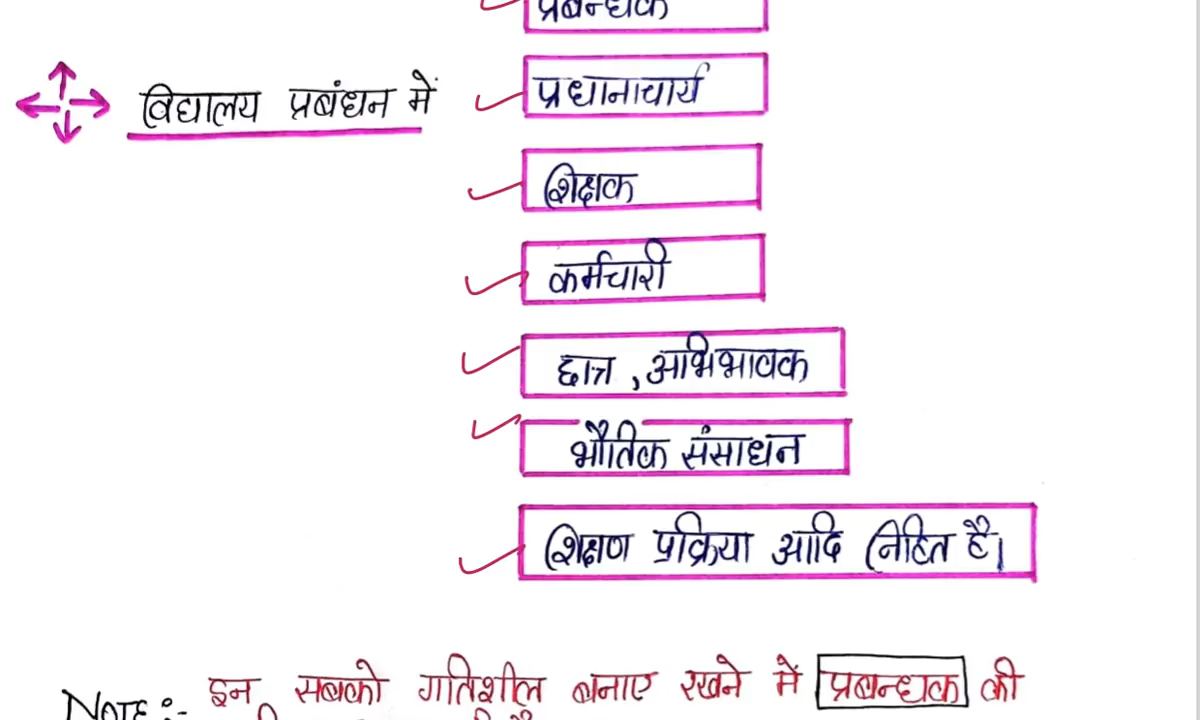 प्रबन्धक
विद्यालय प्रबंधन में
प्रधानाचार्य
शिक्षक
कर्मचारी
छात्र , अभिभावक
भौतिक संसाधन
शिक्षण प्रक्रिया आदि निहित है।
NOTE :- इन सबको गतिशील बनाए रखने में प्रबन्धक की